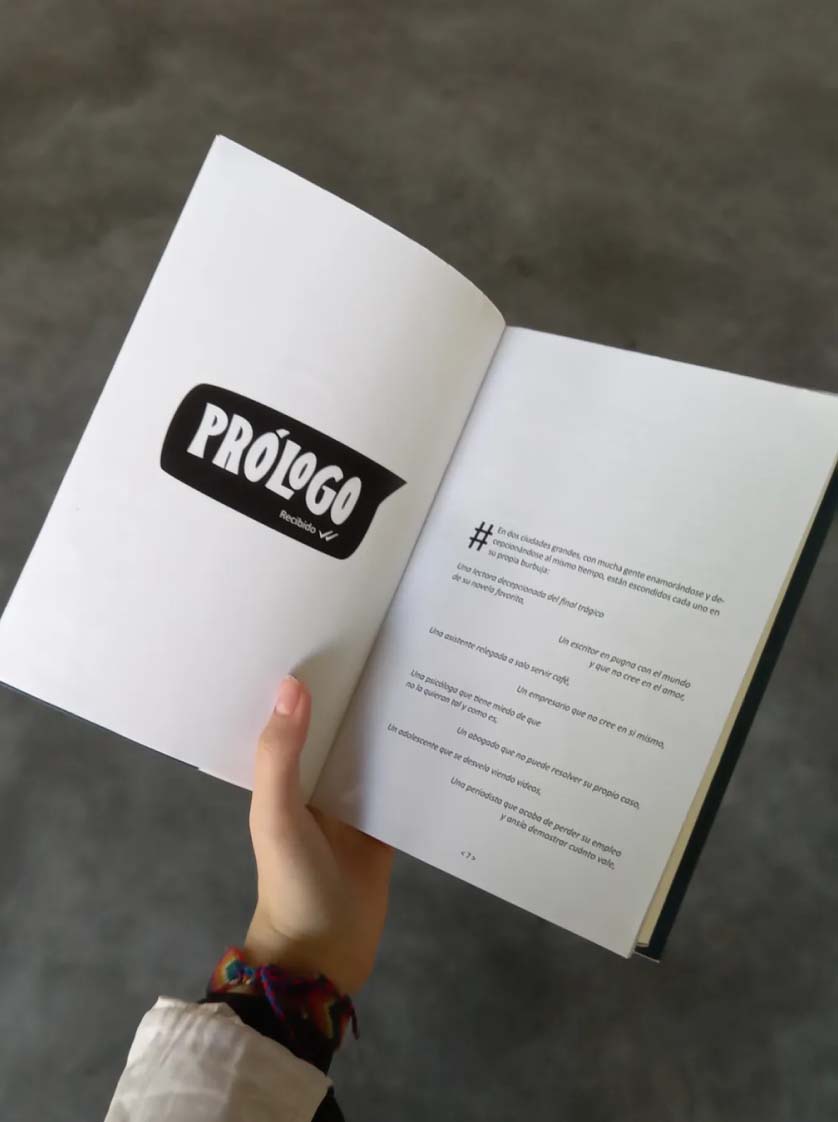 PRÓLOGO
Recibido
#
En dos ciudades grandes, con mucha gente enamorándose y de-
cepcionándose al mismo tiempo, están escondidos cada uno en
su propia burbuja:
Una lectora decepcionada del final trágico
de su novela favorita,
Un escritor en pugna con el mundo
y que no cree en el amor,
Una asistente relegada a solo servir café,
Un empresario que no cree en sí mismo,
Una psicóloga que tiene miedo de que
no la quieran tal y como es,
Un abogado que no puede resolver su propio caso,
Un adolescente que se desvela viendo videos,
Una periodista que acaba de perder su empleo
y ansía demostrar cuánto vale,
< 7 >